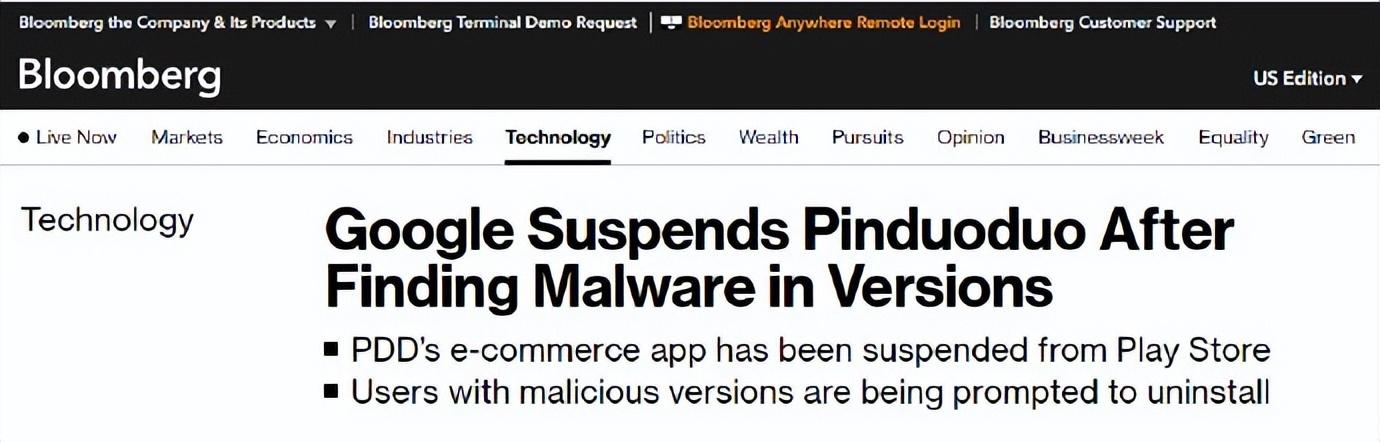 Bloomberg the Company & Its Products ▾ | Bloomberg Terminal Demo Request | Bloomberg Anywhere Remote Login | Bloomberg Customer Support
Bloomberg
US Edition ▾
• Live Now Markets Economics Industries Technology Politics Wealth Pursuits Opinion Businessweek Equality Green
Technology
Google Suspends Pinduoduo After
Finding Malware in Versions
■ PDD's e-commerce app has been suspended from Play Store
■ Users with malicious versions are being prompted to uninstall